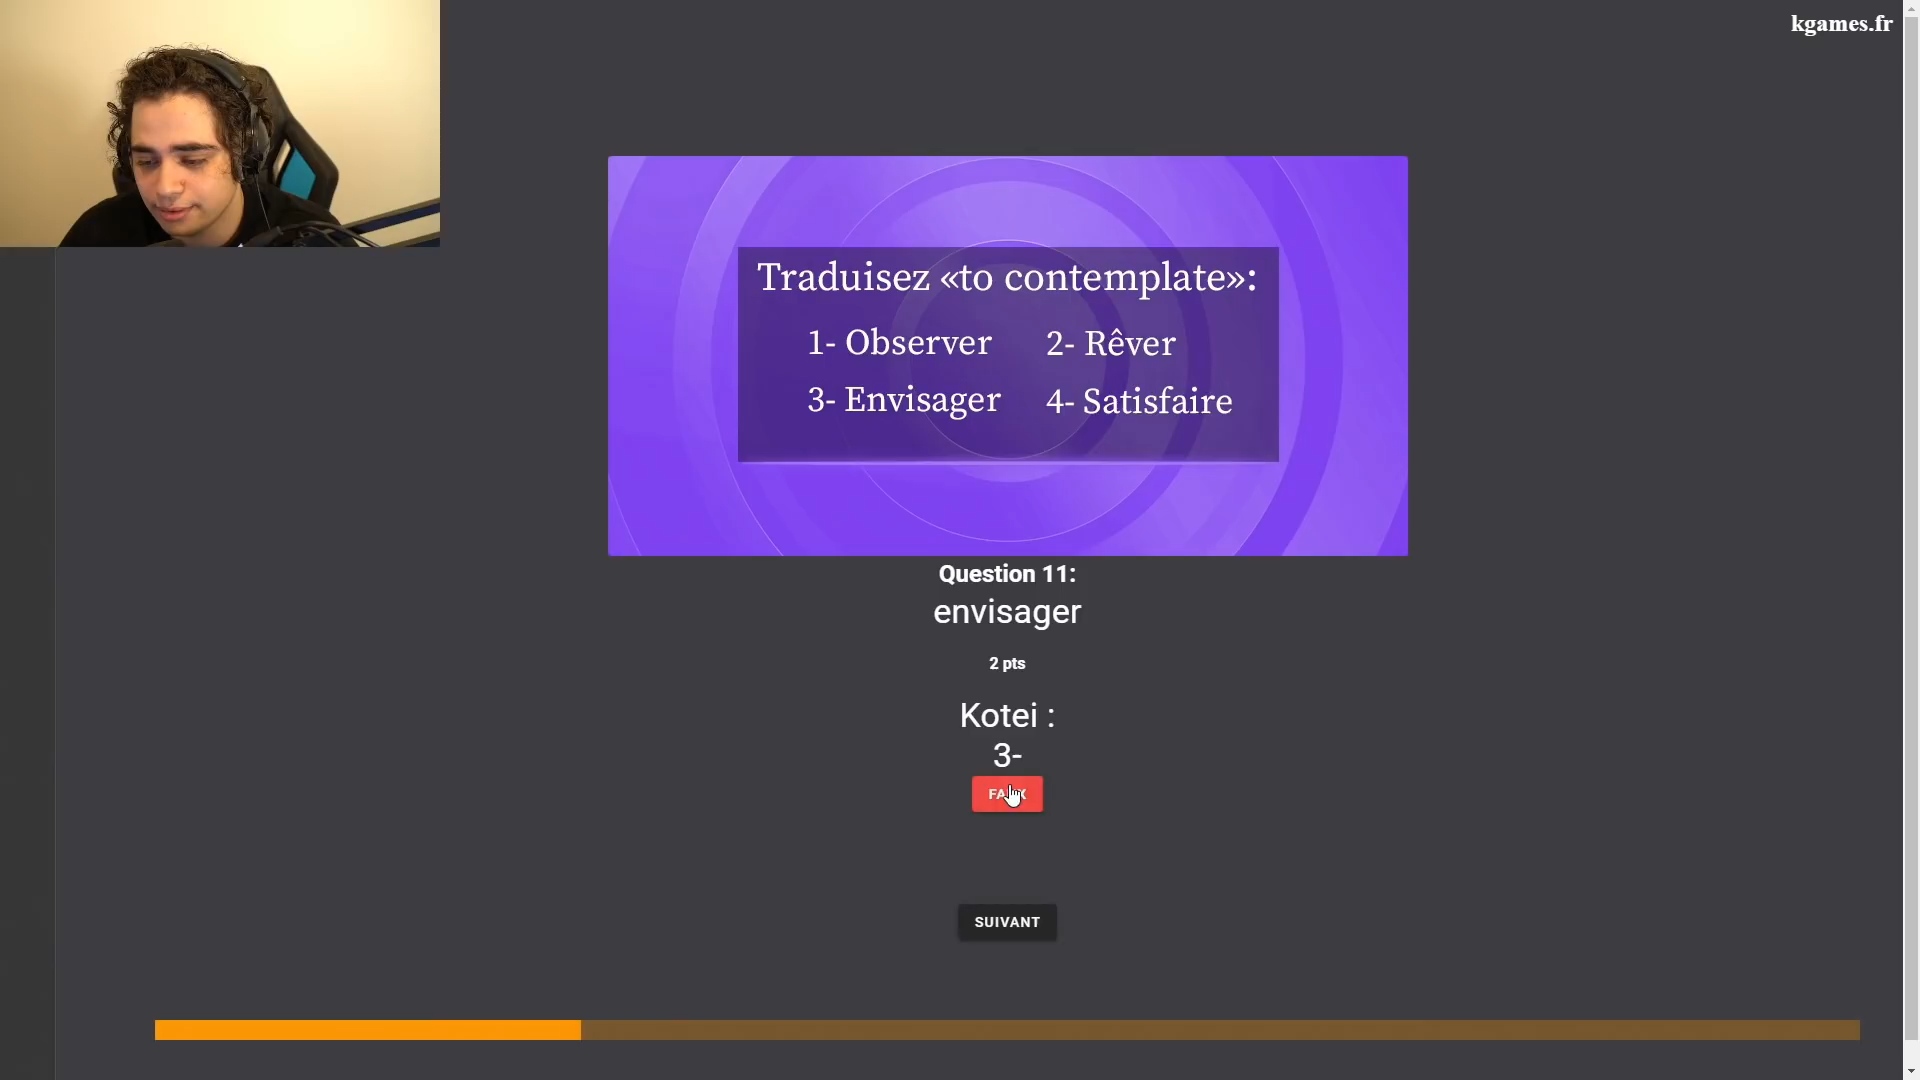 kgames.fr
Traduisez «to contemplate»:
1- Observer 2- Rêver
3- Envisager 4- Satisfaire
Question 11:
envisager
2 pts
Kotei :
3-
SUIVANT